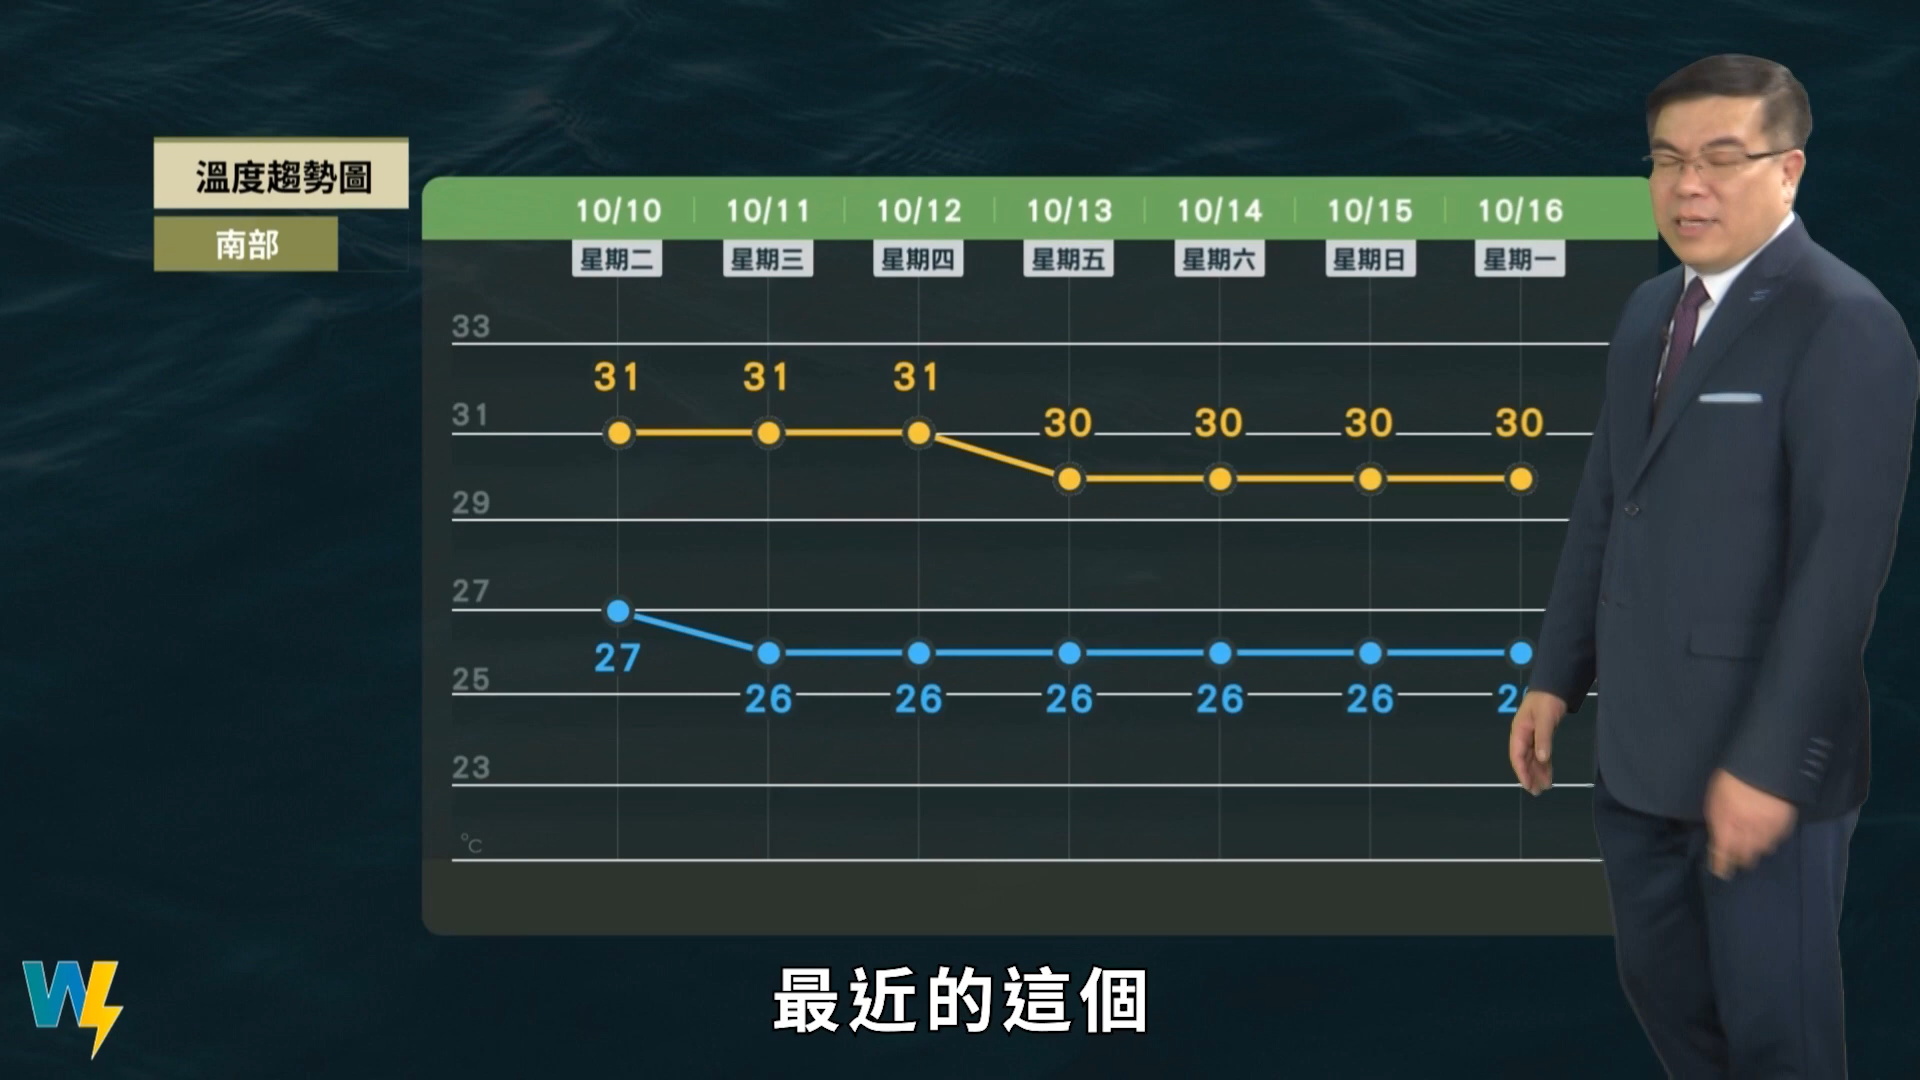 溫度趨勢圖
南部
10/10 10/11 10/12 10/13 10/14 10/15 10/16
星期二 星期三 星期四 星期五 星期六 星期日 星期一
33
31 31 31
31
30 30 30 30
29
27
27
25
26 26 26 26 26
23
°C
W
最近的這個